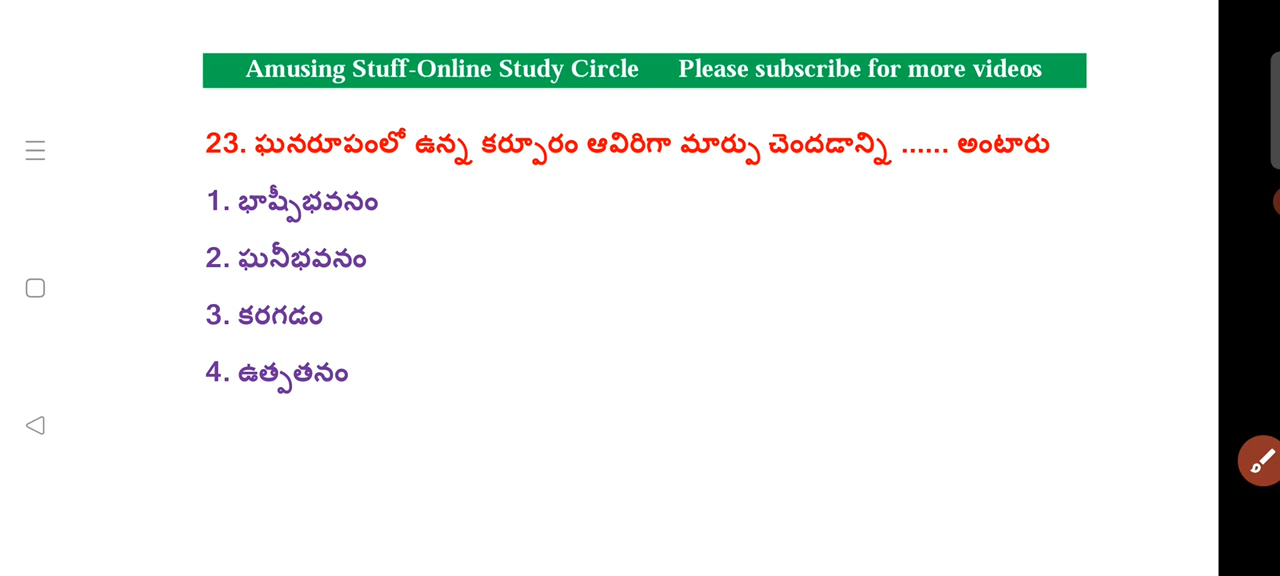 Amusing Stuff-Online Study Circle Please subscribe for more videos
23. ఘనరూపంలో ఉన్న కర్పూరం ఆవిరిగా మార్పు చెందడాన్ని ...... అంటారు
1. భాష్పీభవనం
2. ఘనీభవనం
3. కరగడం
4. ఉత్పతనం